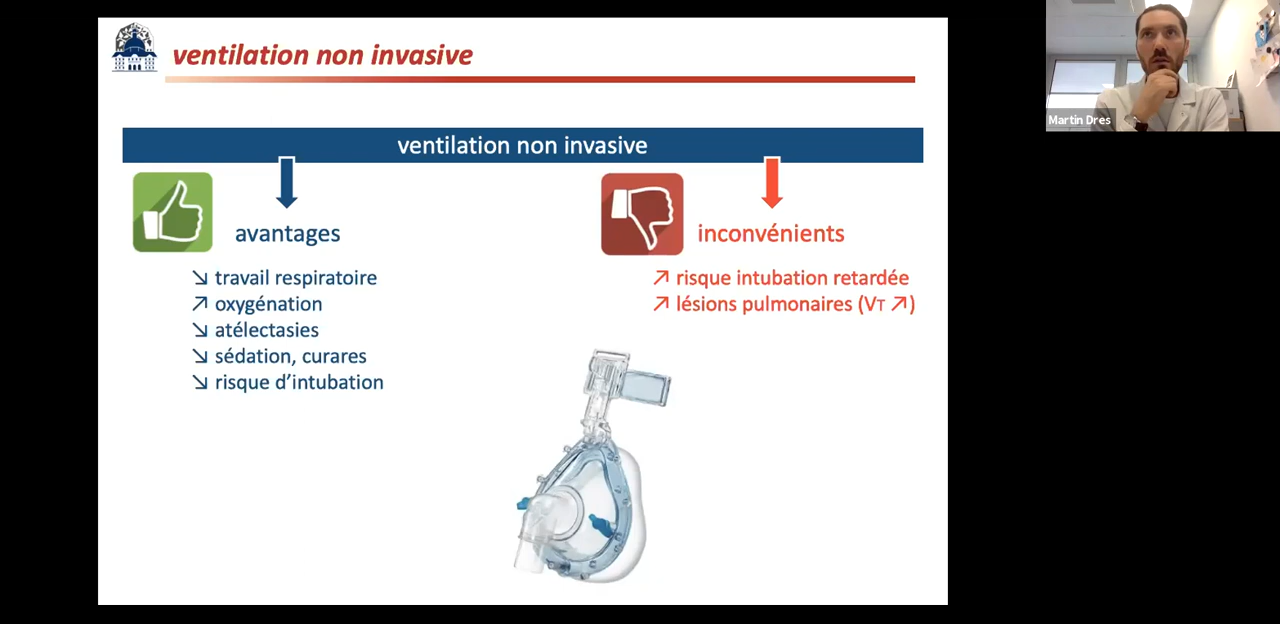 ventilation non invasive
Martin Dres
ventilation non invasive
avantages
↘ travail respiratoire
↗ oxygénation
↘ atélectasies
↘ sédation, curares
↘ risque d'intubation
inconvénients
↗ risque intubation retardée
↗ lésions pulmonaires (VT ↗)